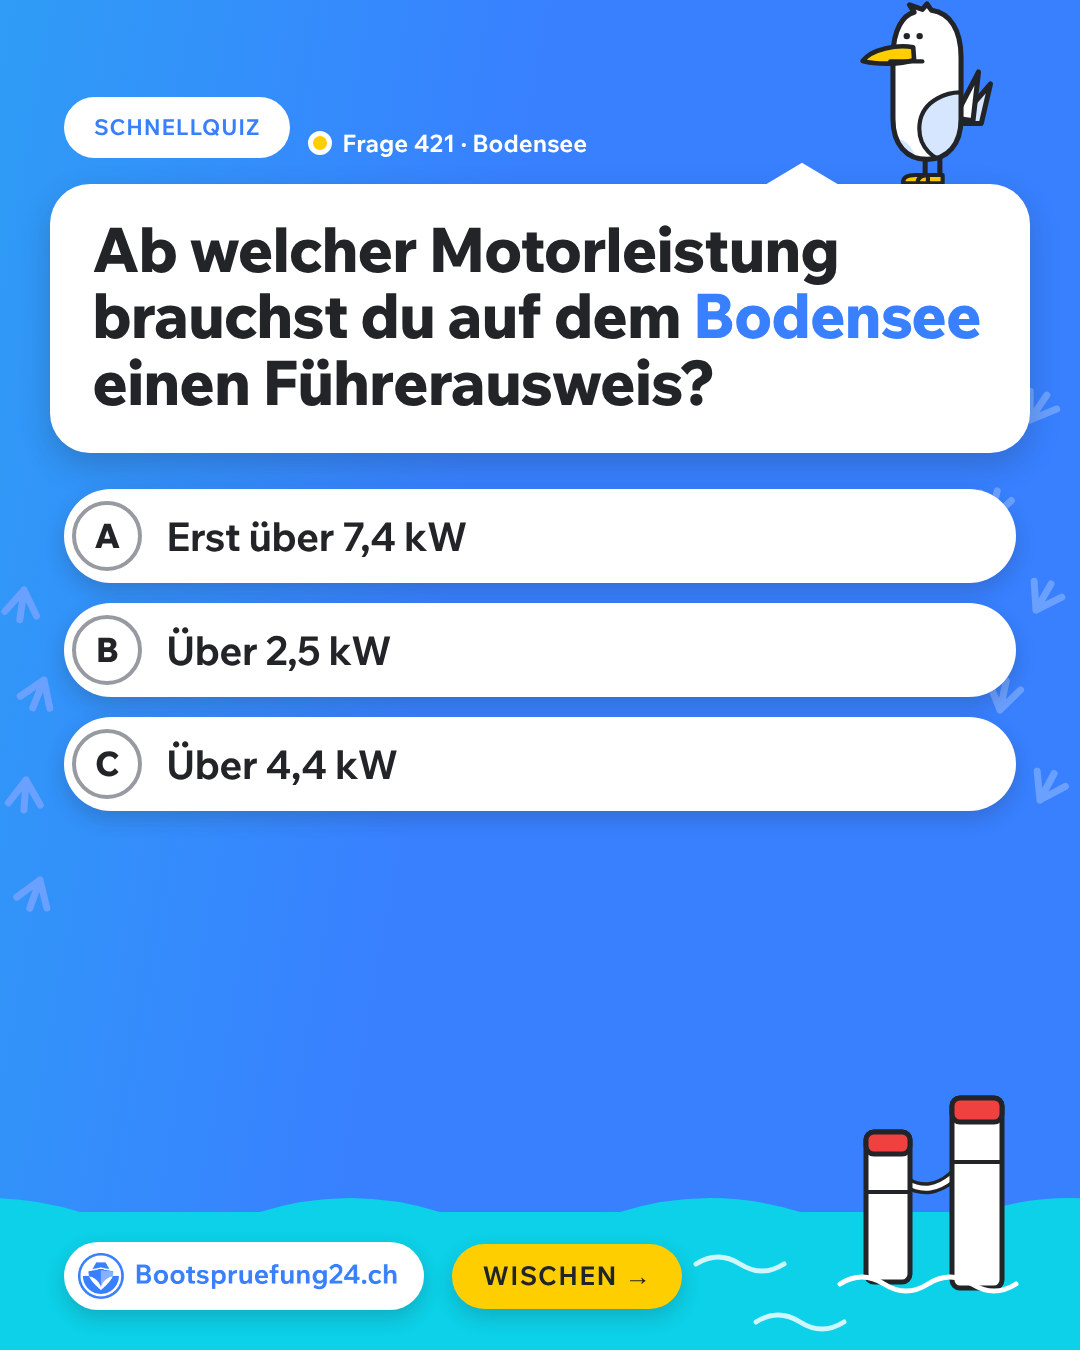 SCHNELLQUIZ
Frage 421 · Bodensee
Ab welcher Motorleistung
brauchst du auf dem Bodensee
einen Führerausweis?
A Erst über 7,4 kW
B Über 2,5 kW
C Über 4,4 kW
Bootspruefung24.ch
WISCHEN →